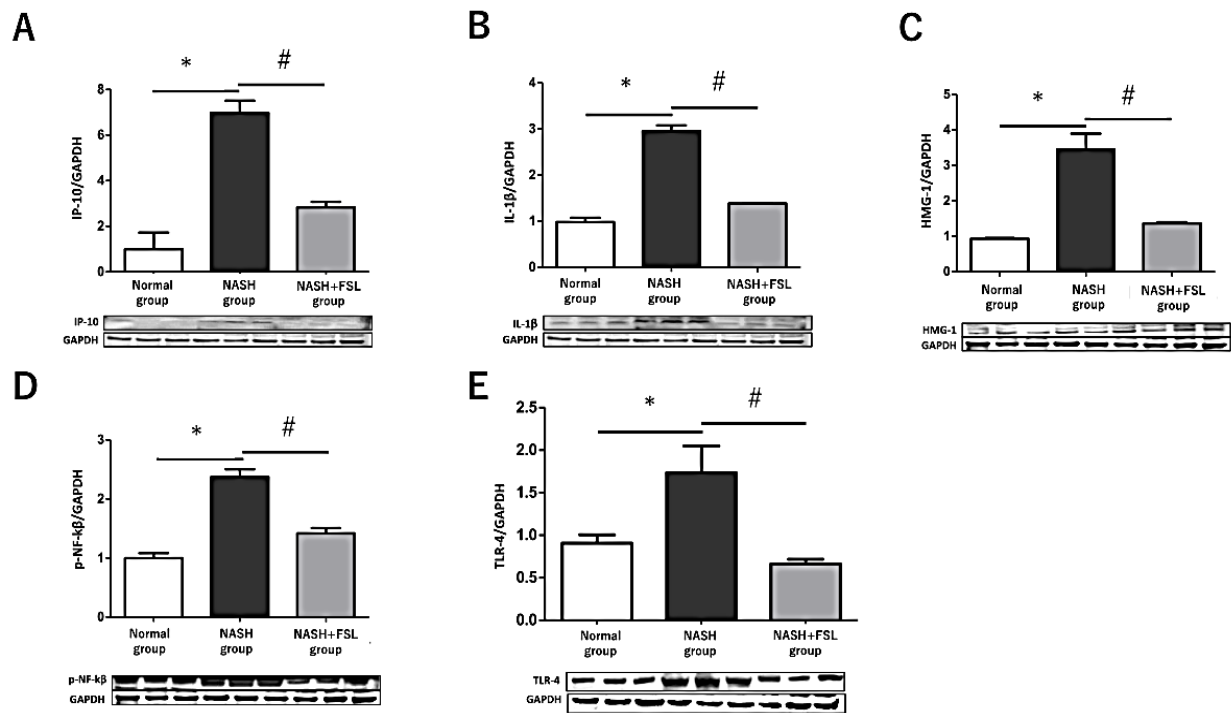 A
*
#
IP-10/GAPDH
8
6
4
2
0
Normal group
NASH group
NASH+FSL group
IP-10
GAPDH
B
*
#
IL-1β/GAPDH
4
3
2
1
0
Normal group
NASH group
NASH+FSL group
IL-1β
GAPDH
C
*
#
HMG-1/GAPDH
5
4
3
2
1
0
Normal group
NASH group
NASH+FSL group
HMG-1
GAPDH
D
*
#
p-NF-kβ/GAPDH
3
2
1
0
Normal group
NASH group
NASH+FSL group
p-NF-kβ
GAPDH
E
*
#
TLR-4/GAPDH
2.5
2.0
1.5
1.0
0.5
0.0
Normal group
NASH group
NASH+FSL group
TLR-4
GAPDH